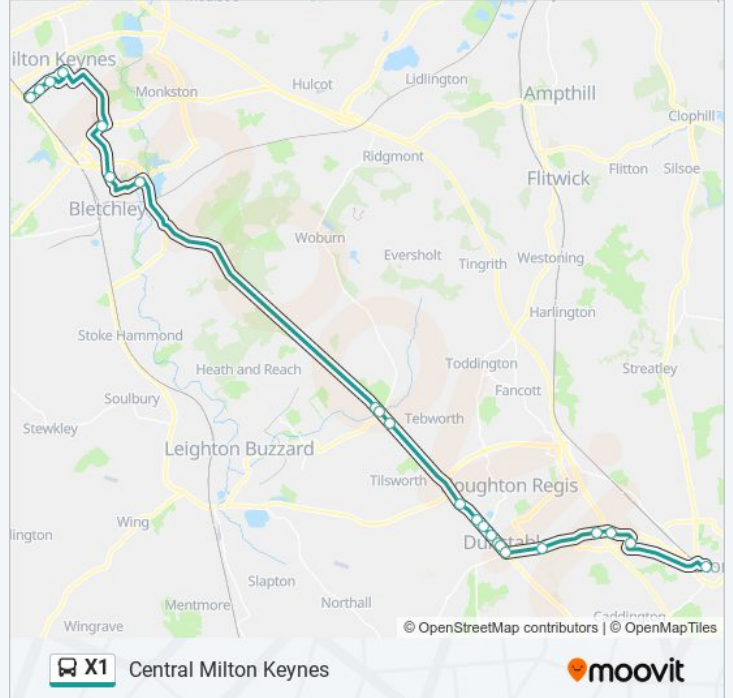 ilton Keynes
Monkston
Hulcot
Lidlington
Ampthill
Clophill
Ridgmont
Flitwick
Flitton
Silsoe
Bletchley
Woburn
Eversholt
Tingrith
Westoning
Harlington
Stoke Hammond
Heath and Reach
Toddington
Streatley
Fancott
Soulbury
Stewkley
Tebworth
Leighton Buzzard
Tilsworth
oughton Regis
lington
Wing
Dunstabl
Slapton
Mentmore
Northall
Caddington
Wingrave
© OpenStreetMap contributors | © OpenMapTiles
X1 Central Milton Keynes
moovit